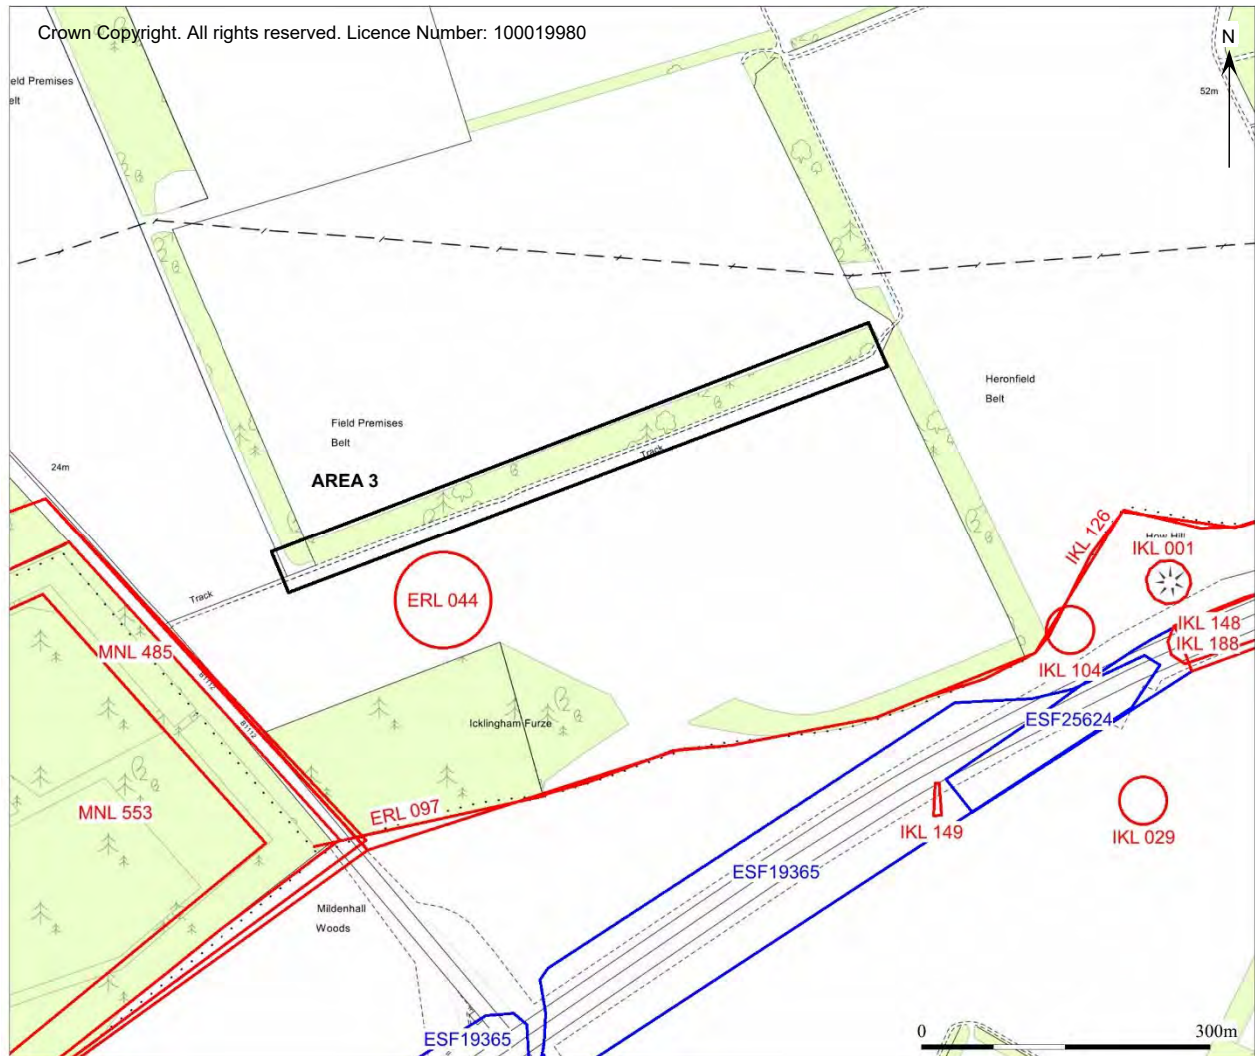 Crown Copyright. All rights reserved. Licence Number: 100019980
N
Field Premises
Belt
52m
Heronfield
Belt
Field Premises
Belt
24m
AREA 3
Track
Track
How Hill
IKL 001
IKL 126
ERL 044
IKL 148
IKL 188
MNL 485
B1112
B1112
IKL 104
Icklingham Furze
ESF25624
MNL 553
ERL 097
IKL 149
IKL 029
ESF19365
Mildenhall
Woods
ESF19365
0
300m